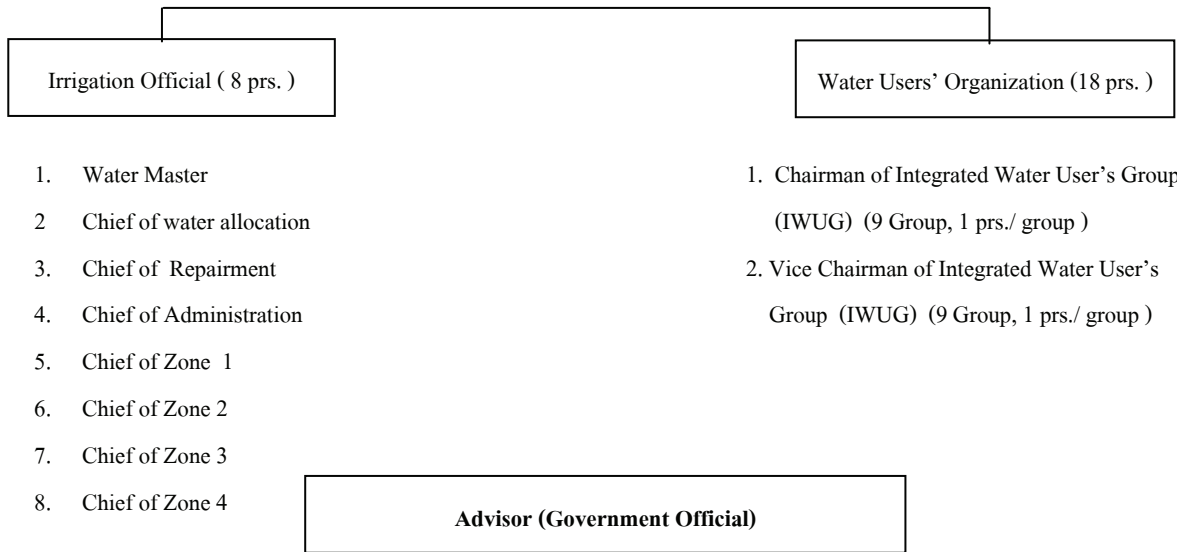 Irrigation Official ( 8 prs. )
Water Users’ Organization (18 prs. )
1. Water Master
2 Chief of water allocation
3. Chief of Repairment
4. Chief of Administration
5. Chief of Zone 1
6. Chief of Zone 2
7. Chief of Zone 3
8. Chief of Zone 4
1. Chairman of Integrated Water User’s Group
(IWUG) (9 Group, 1 prs./ group )
2. Vice Chairman of Integrated Water User’s
Group (IWUG) (9 Group, 1 prs./ group )
Advisor (Government Official)